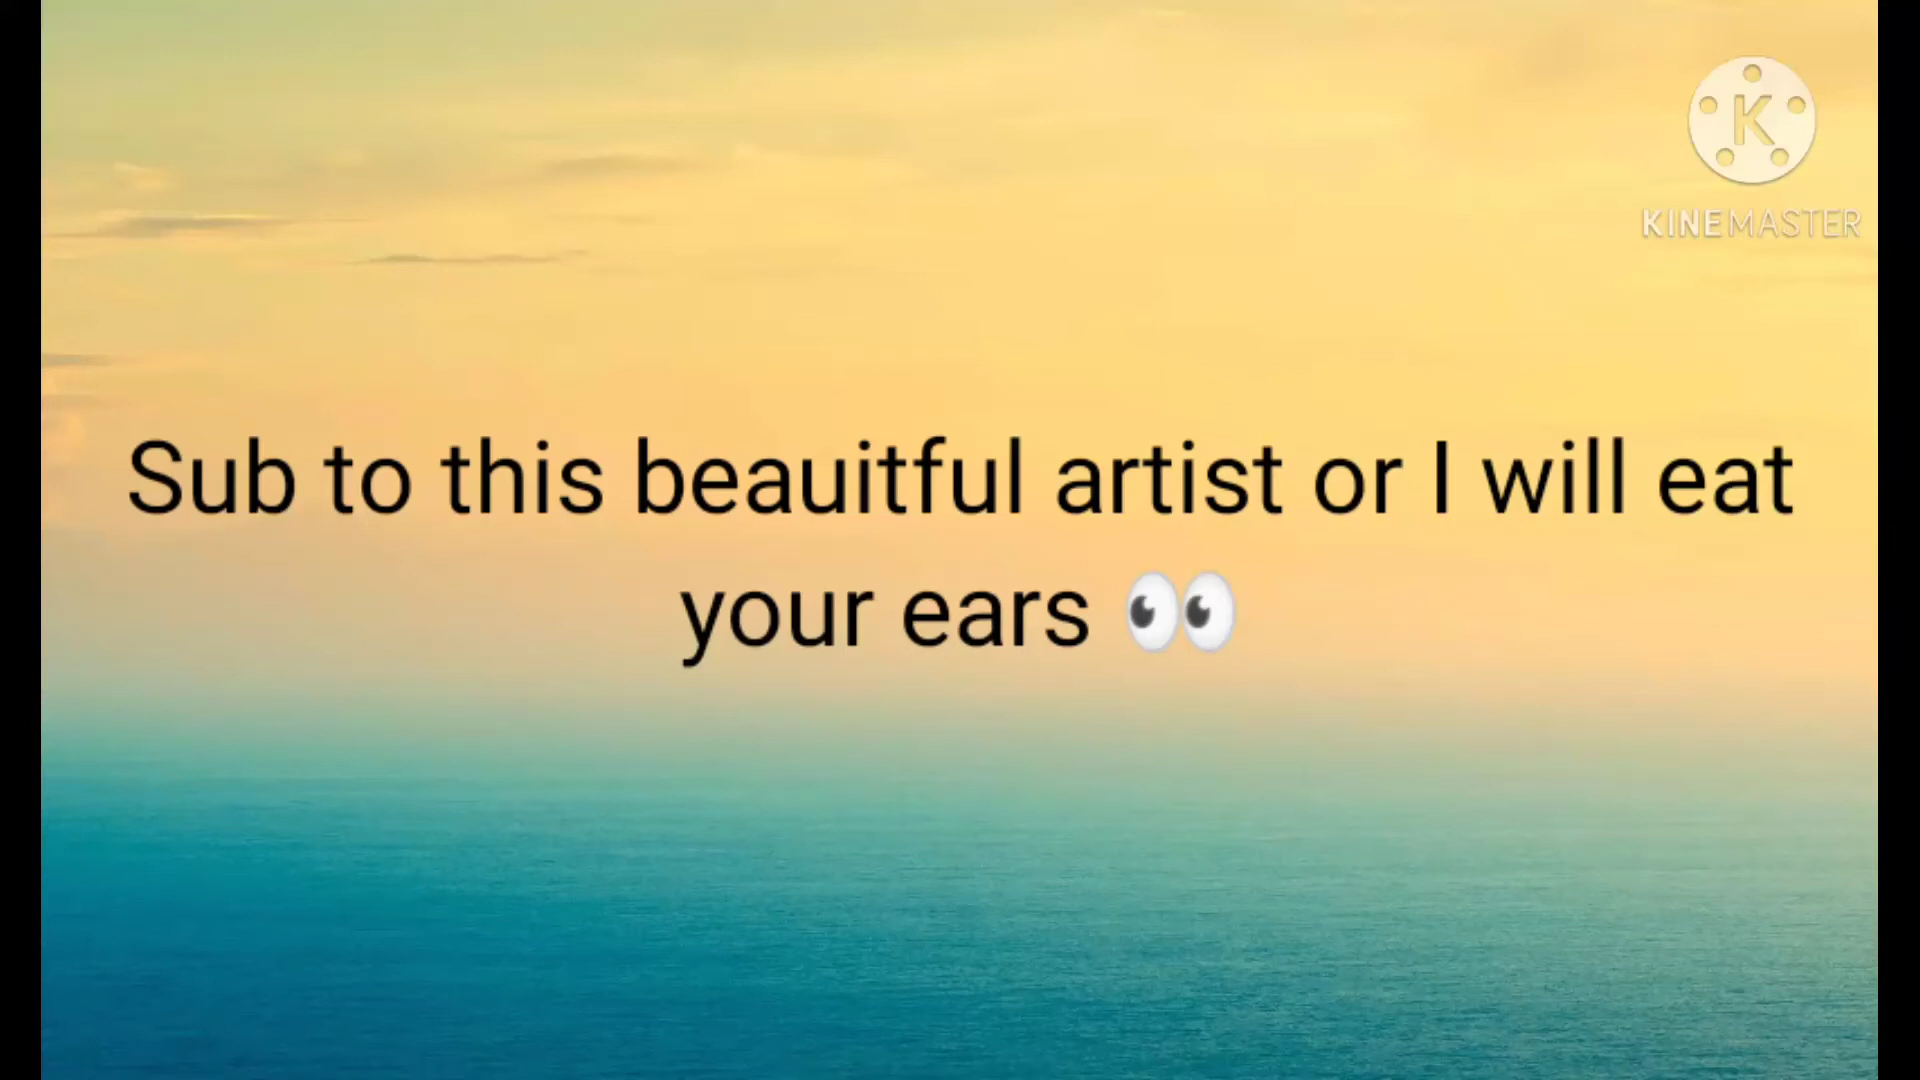 K
KINEMASTER
Sub to this beauitful artist or I will eat
your ears 👀